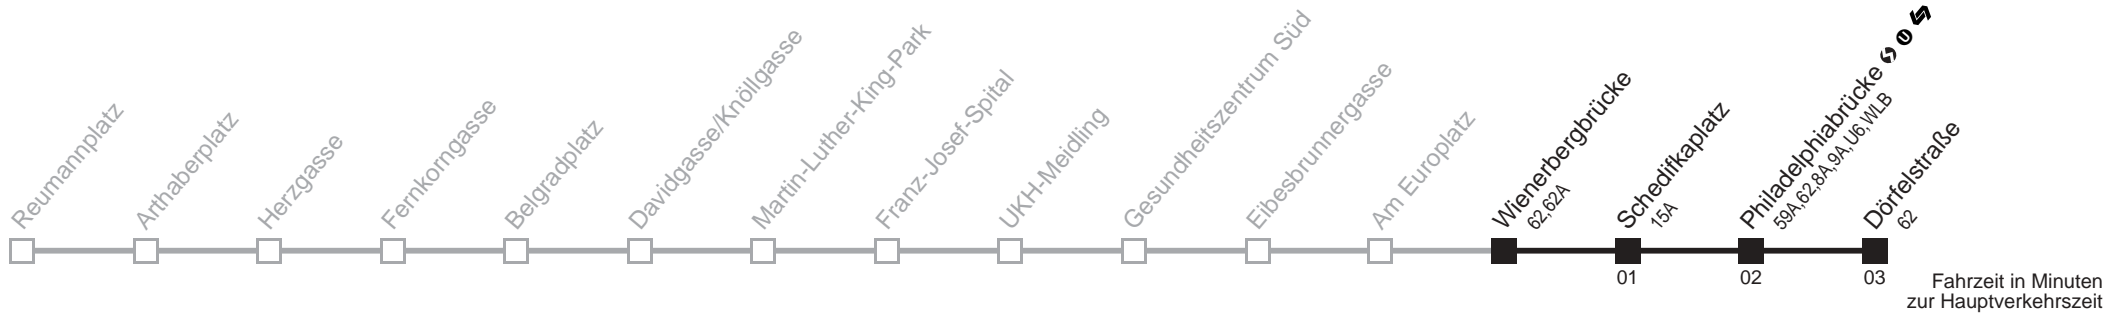 Reumannplatz
Arthaberplatz
Herzgasse
Fernkorngasse
Belgradplatz
Davidgasse/Knöllgasse
Martin-Luther-King-Park
Franz-Josef-Spital
UKH-Meidling
Gesundheitszentrum Süd
Eibesbrunnergasse
Am Europlatz
Wienerbergbrücke
62,62A
Schedifkaplatz
15A
Philadelphiabrücke
59A,62,8A,9A,U6,WLB
Dörfelstraße
62
01
02
03
Fahrzeit in Minuten
zur Hauptverkehrszeit